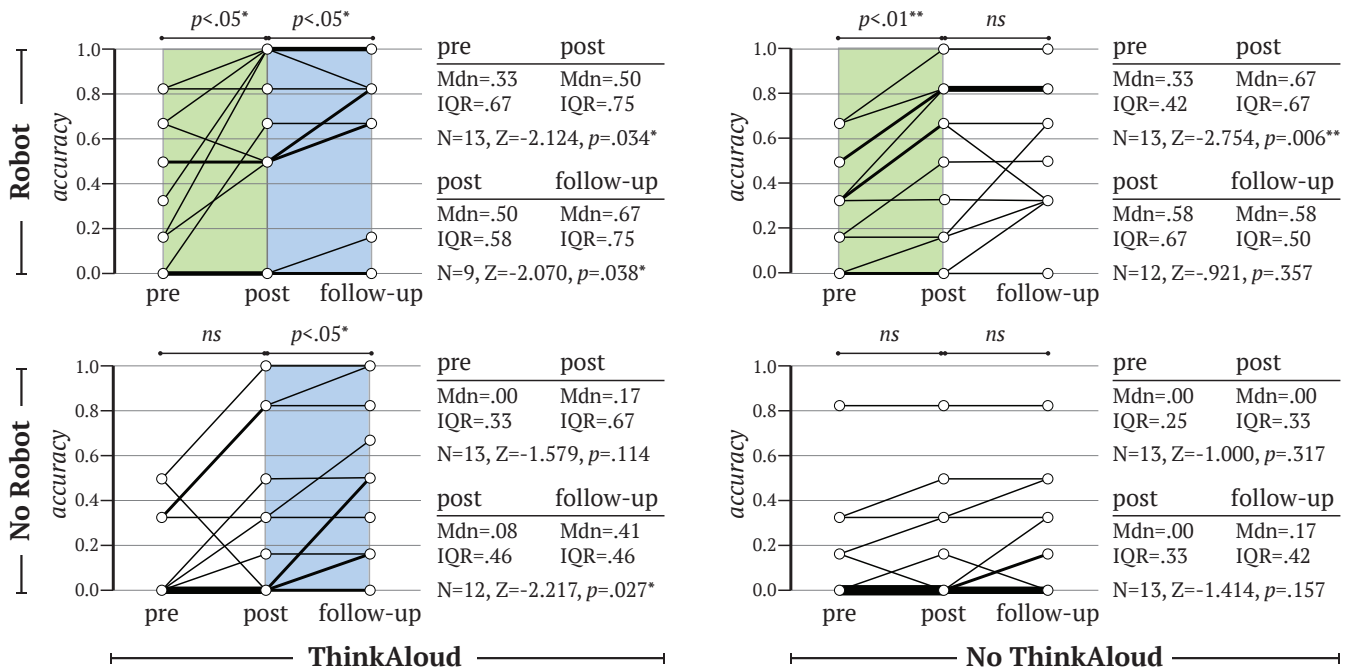 p<.05* p<.05*
Robot
accuracy
1.0
0.8
0.6
0.4
0.2
0.0
pre post follow-up
pre post
Mdn=.33 Mdn=.50
IQR=.67 IQR=.75
N=13, Z=-2.124, p=.034*
post follow-up
Mdn=.50 Mdn=.67
IQR=.58 IQR=.75
N=9, Z=-2.070, p=.038*
p<.01** ns
accuracy
1.0
0.8
0.6
0.4
0.2
0.0
pre post follow-up
pre post
Mdn=.33 Mdn=.67
IQR=.42 IQR=.67
N=13, Z=-2.754, p=.006**
post follow-up
Mdn=.58 Mdn=.58
IQR=.67 IQR=.50
N=12, Z=-.921, p=.357
No Robot
ns p<.05*
accuracy
1.0
0.8
0.6
0.4
0.2
0.0
pre post follow-up
pre post
Mdn=.00 Mdn=.17
IQR=.33 IQR=.67
N=13, Z=-1.579, p=.114
post follow-up
Mdn=.08 Mdn=.41
IQR=.46 IQR=.46
N=12, Z=-2.217, p=.027*
ns ns
accuracy
1.0
0.8
0.6
0.4
0.2
0.0
pre post follow-up
pre post
Mdn=.00 Mdn=.00
IQR=.25 IQR=.33
N=13, Z=-1.000, p=.317
post follow-up
Mdn=.00 Mdn=.17
IQR=.33 IQR=.42
N=13, Z=-1.414, p=.157
ThinkAloud No ThinkAloud